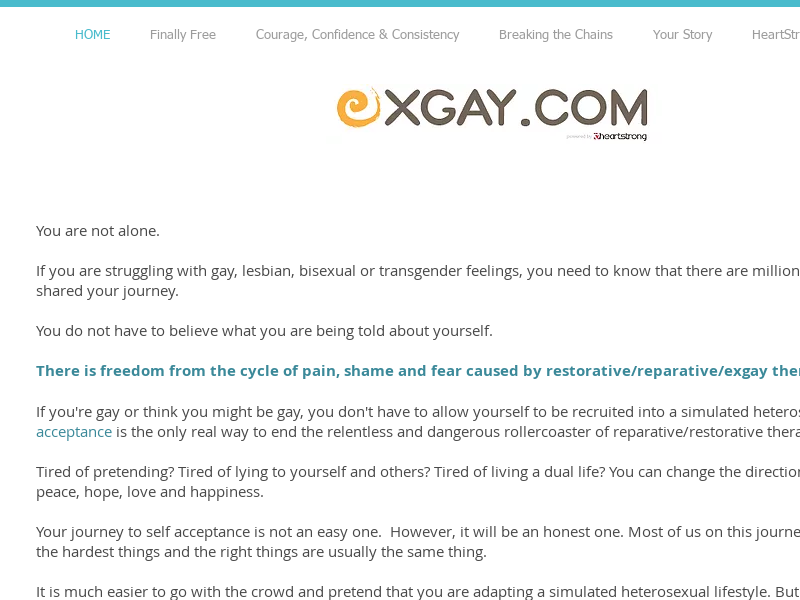 HOME Finally Free Courage, Confidence & Consistency Breaking the Chains Your Story HeartStr
exGAY.COM
powered by heartstrong
You are not alone.
If you are struggling with gay, lesbian, bisexual or transgender feelings, you need to know that there are million
shared your journey.
You do not have to believe what you are being told about yourself.
There is freedom from the cycle of pain, shame and fear caused by restorative/reparative/exgay ther
If you're gay or think you might be gay, you don't have to allow yourself to be recruited into a simulated heteros
acceptance is the only real way to end the relentless and dangerous rollercoaster of reparative/restorative thera
Tired of pretending? Tired of lying to yourself and others? Tired of living a dual life? You can change the direction
peace, hope, love and happiness.
Your journey to self acceptance is not an easy one.  However, it will be an honest one. Most of us on this journe
the hardest things and the right things are usually the same thing.
It is much easier to go with the crowd and pretend that you are adapting a simulated heterosexual lifestyle. But